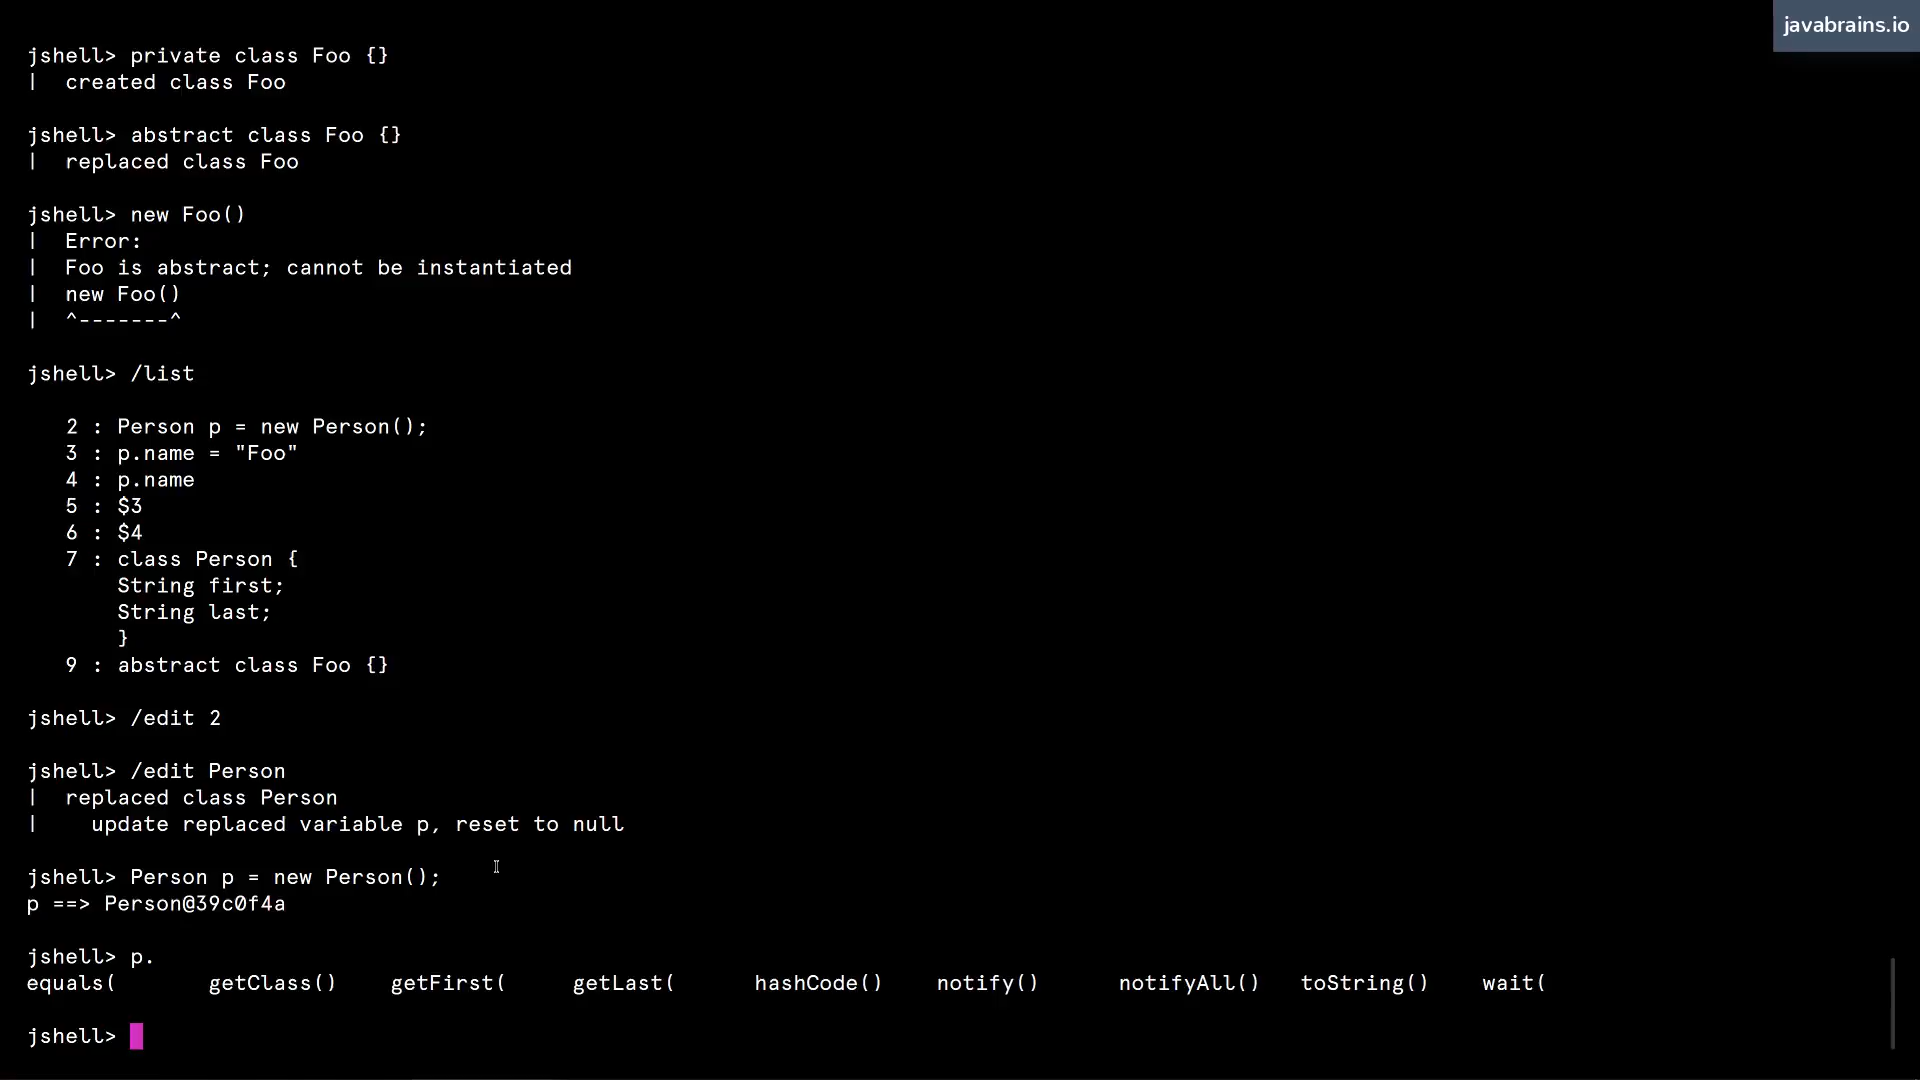 javabrains.io
jshell> private class Foo {}
|  created class Foo
jshell> abstract class Foo {}
|  replaced class Foo
jshell> new Foo()
|  Error:
|  Foo is abstract; cannot be instantiated
|  new Foo()
|  ^-------^
jshell> /list
   2 : Person p = new Person();
   3 : p.name = "Foo"
   4 : p.name
   5 : $3
   6 : $4
   7 : class Person {
       String first;
       String last;
       }
   9 : abstract class Foo {}
jshell> /edit 2
jshell> /edit Person
|  replaced class Person
|    update replaced variable p, reset to null
jshell> Person p = new Person();
p ==> Person@39c0f4a
jshell> p.
equals(       getClass()    getFirst(     getLast(      hashCode()    notify()      notifyAll()   toString()    wait(
jshell>